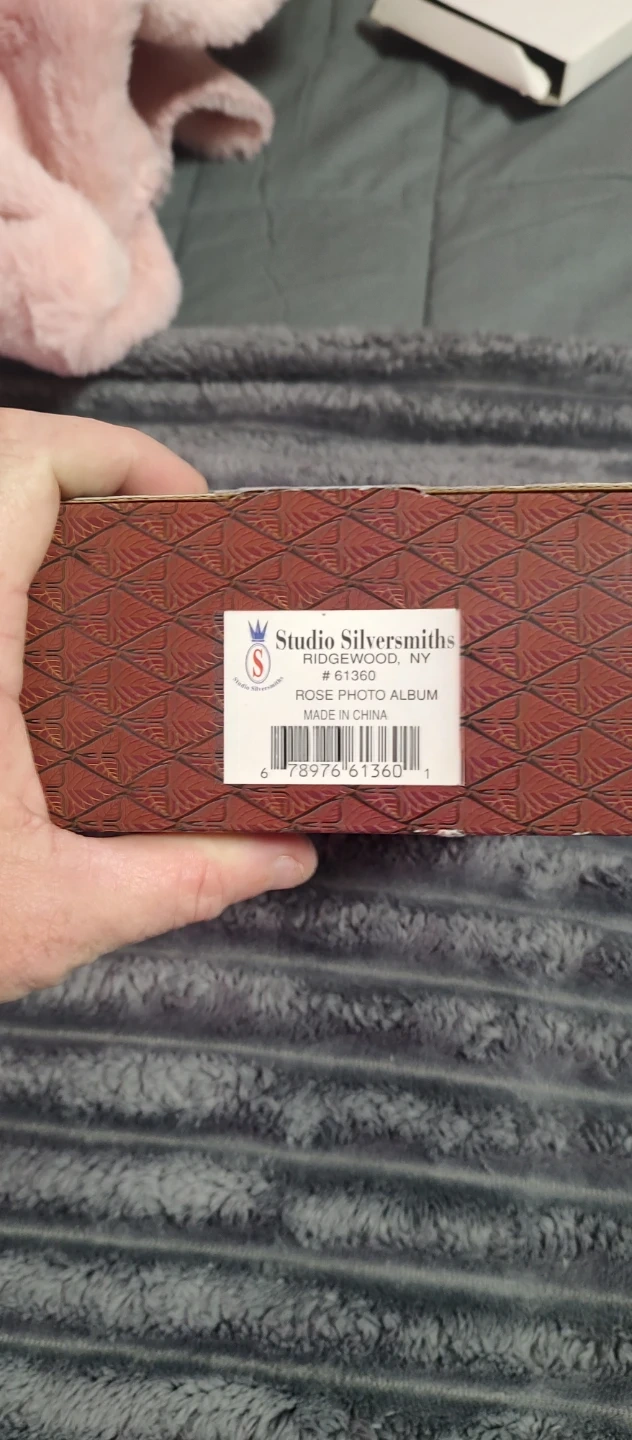 Studio Silversmiths
RIDGEWOOD, NY
# 61360
ROSE PHOTO ALBUM
MADE IN CHINA
S
Studio Silversmiths
6 78976 61360 1